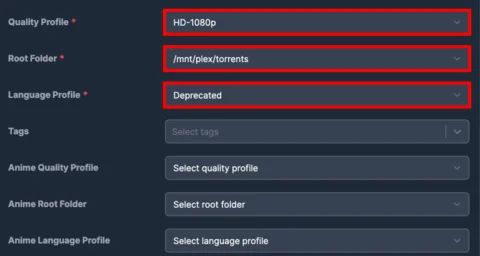 Quality Profile * HD-1080p
Root Folder * /mnt/plex/torrents
Language Profile * Deprecated
Tags Select tags
Anime Quality Profile Select quality profile
Anime Root Folder Select root folder
Anime Language Profile Select language profile